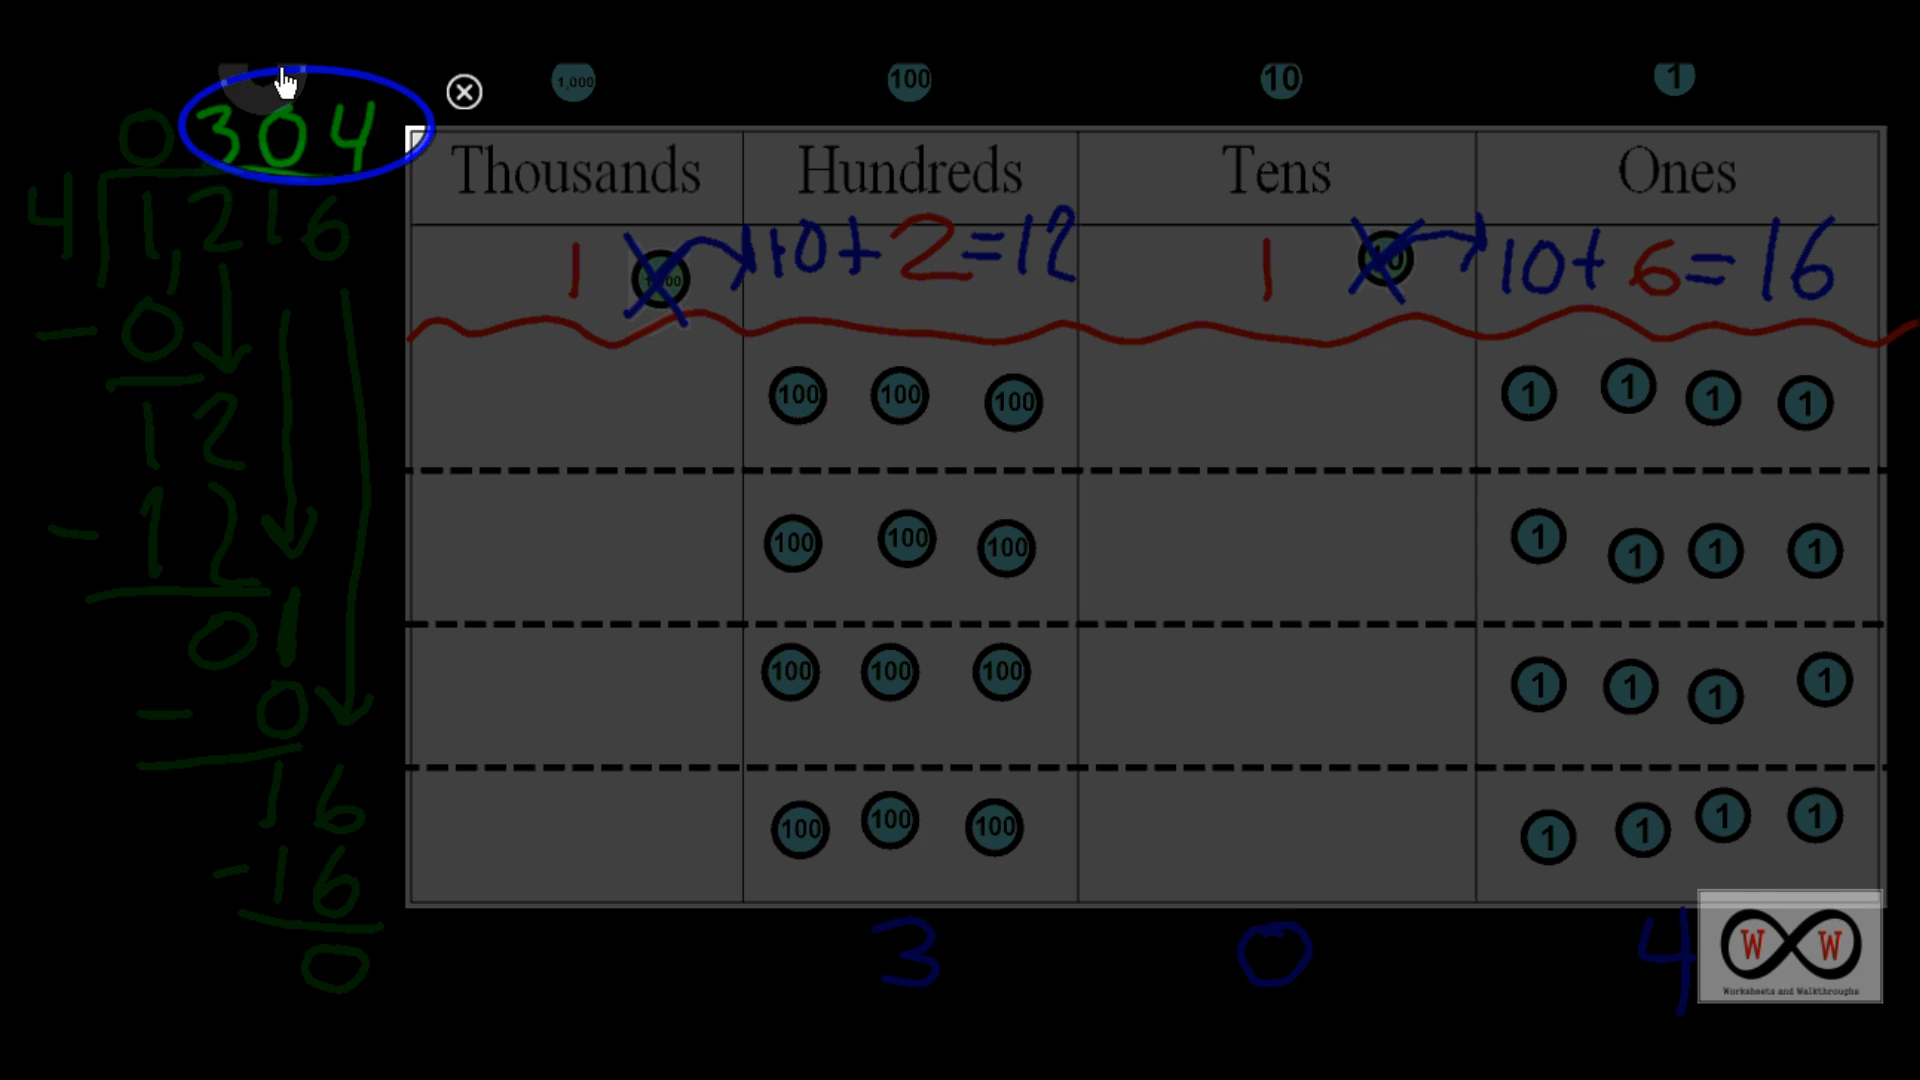 1,000 100 10 1
0 304
4 1,216
Thousands Hundreds Tens Ones
1 10+2=12 1 10+6=16
- 0
12
- 12
01
- 0
16
- 16
0
100 100 100 1 1 1 1
100 100 100 1 1 1 1
100 100 100 1 1 1 1
100 100 100 1 1 1 1
3 0 4
W W
Worksheets and Walkthroughs